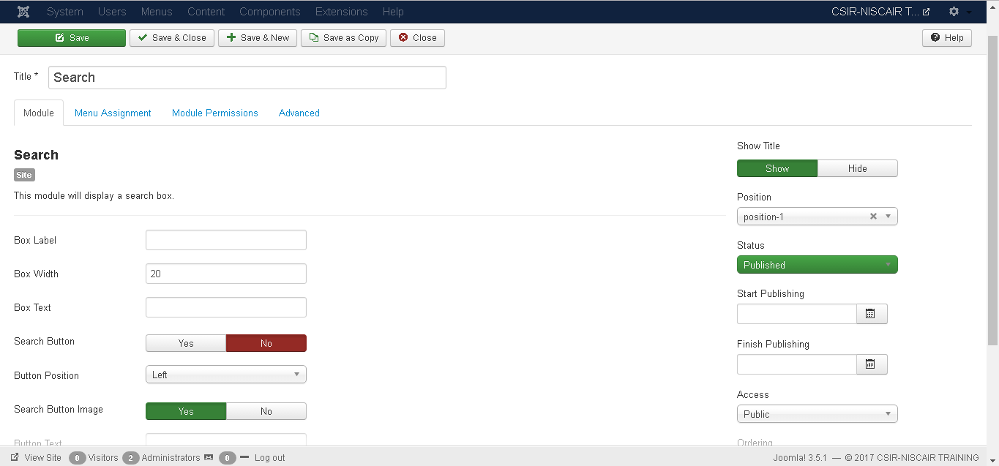 System Users Menus Content Components Extensions Help CSIR-NISCAIR T...
Save Save & Close Save & New Save as Copy Close Help
Title * Search
Module Menu Assignment Module Permissions Advanced
Search
Site
This module will display a search box.
Box Label
Box Width 20
Box Text
Search Button Yes No
Button Position Left
Search Button Image Yes No
Button Text
Show Title
Show Hide
Position
position-1
Status
Published
Start Publishing
Finish Publishing
Access
Public
Ordering
View Site 0 Visitors 2 Administrators 0 Log out Joomla! 3.5.1 — © 2017 CSIR-NISCAIR TRAINING